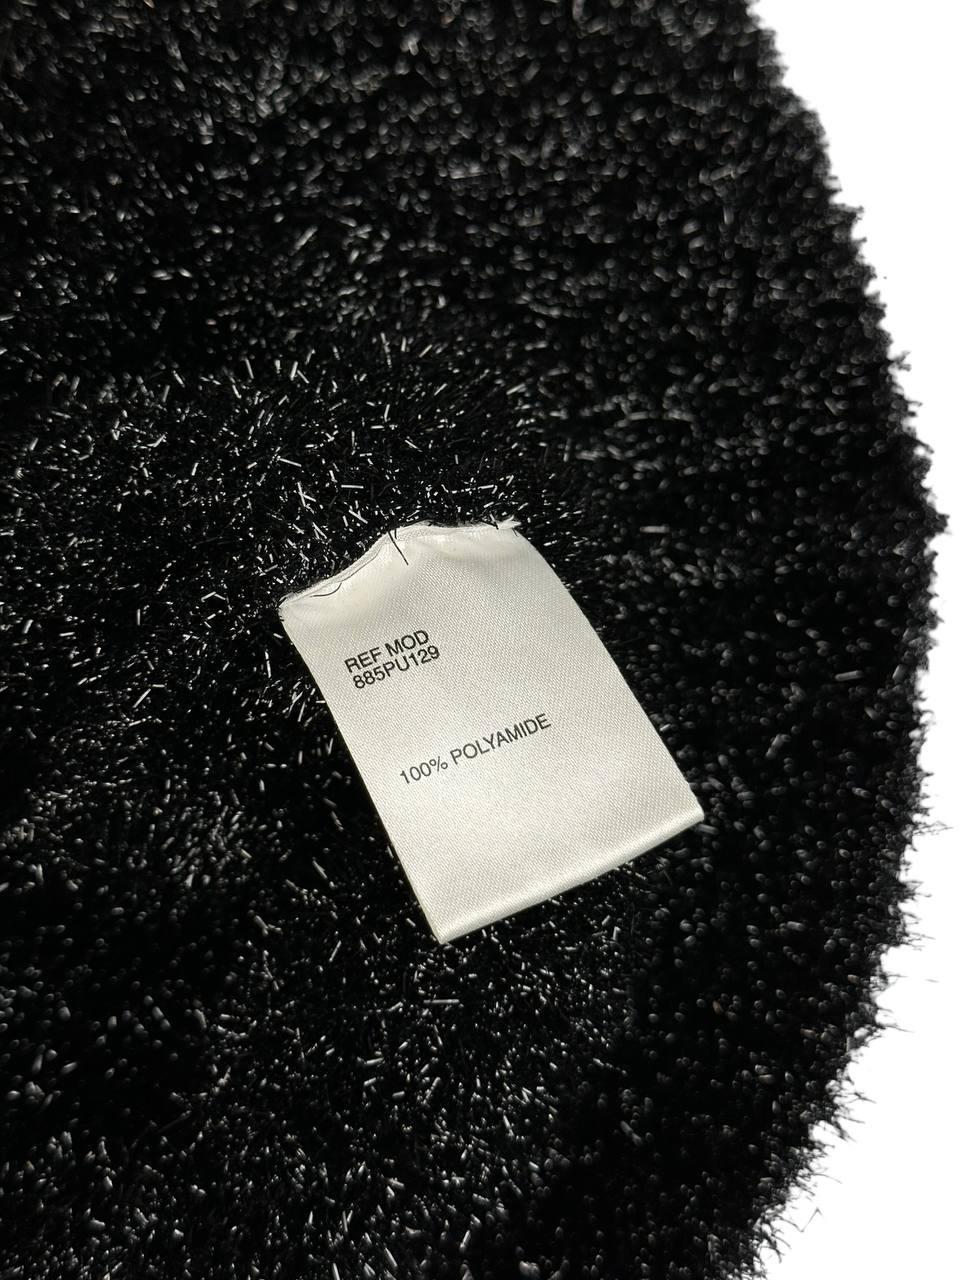 REF MOD
885PU129
100% POLYAMIDE